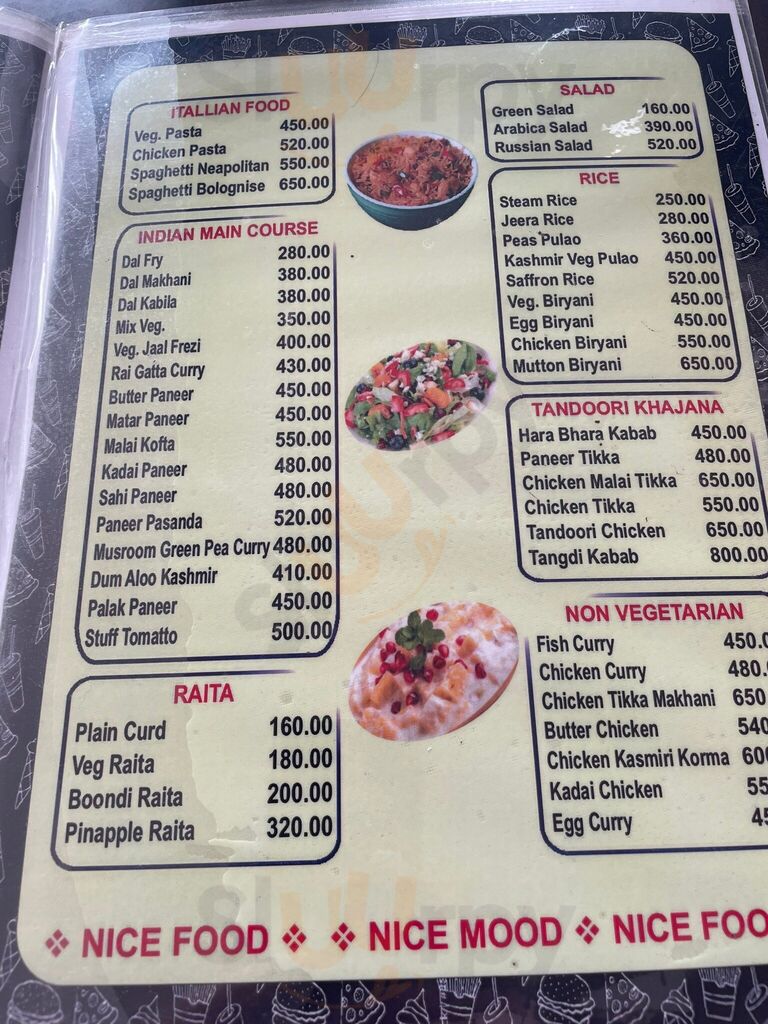 ITALLIAN FOOD
Veg. Pasta 450.00
Chicken Pasta 520.00
Spaghetti Neapolitan 550.00
Spaghetti Bolognise 650.00
INDIAN MAIN COURSE
Dal Fry 280.00
Dal Makhani 380.00
Dal Kabila 380.00
Mix Veg. 350.00
Veg. Jaal Frezi 400.00
Rai Gatta Curry 430.00
Butter Paneer 450.00
Matar Paneer 450.00
Malai Kofta 550.00
Kadai Paneer 480.00
Sahi Paneer 480.00
Paneer Pasanda 520.00
Musroom Green Pea Curry 480.00
Dum Aloo Kashmir 410.00
Palak Paneer 450.00
Stuff Tomatto 500.00
RAITA
Plain Curd 160.00
Veg Raita 180.00
Boondi Raita 200.00
Pinapple Raita 320.00
SALAD
Green Salad 160.00
Arabica Salad 390.00
Russian Salad 520.00
RICE
Steam Rice 250.00
Jeera Rice 280.00
Peas Pulao 360.00
Kashmir Veg Pulao 450.00
Saffron Rice 520.00
Veg. Biryani 450.00
Egg Biryani 450.00
Chicken Biryani 550.00
Mutton Biryani 650.00
TANDOORI KHAJANA
Hara Bhara Kabab 450.00
Paneer Tikka 480.00
Chicken Malai Tikka 650.00
Chicken Tikka 550.00
Tandoori Chicken 650.00
Tangdi Kabab 800.00
NON VEGETARIAN
Fish Curry 450.0
Chicken Curry 480.
Chicken Tikka Makhani 650
Butter Chicken 540
Chicken Kasmiri Korma 60
Kadai Chicken 55
Egg Curry 45
❖ NICE FOOD ❖ ❖ NICE MOOD ❖ NICE FOO
Sluurpy
Sluurpy
Sluurpy